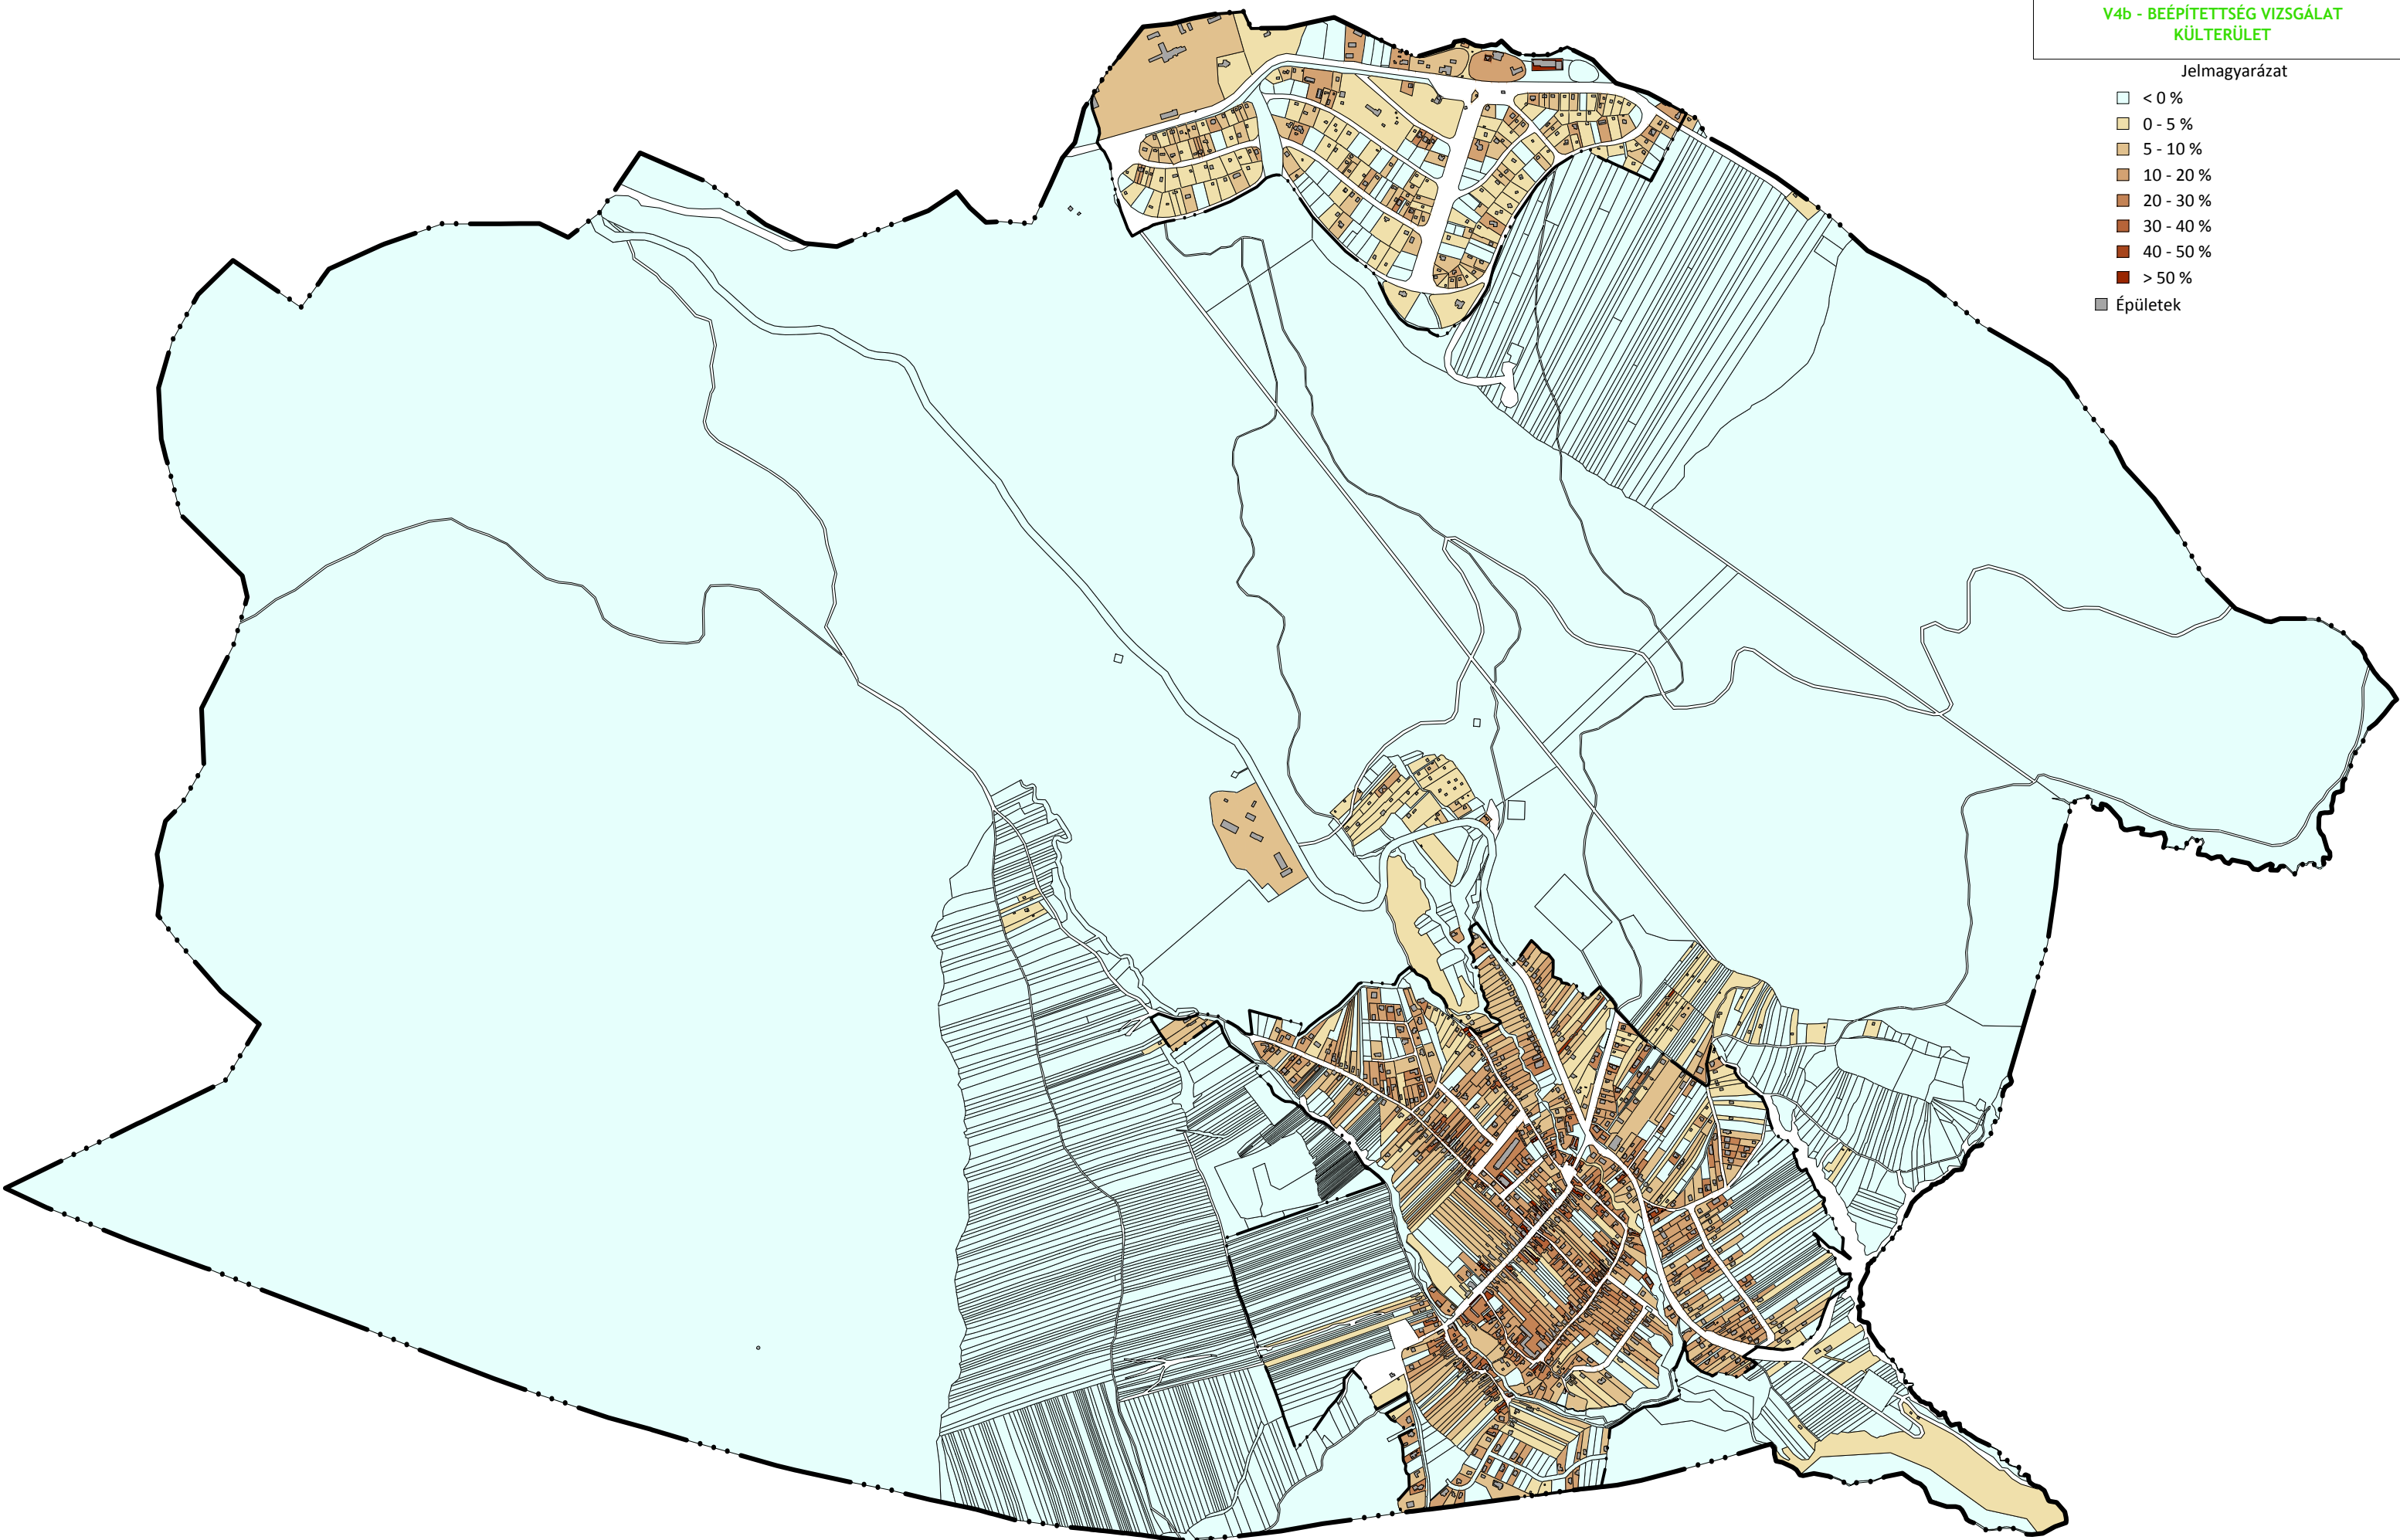 V4b - BEÉPÍTETTSÉG VIZSGÁLAT
KÜLTERÜLET
Jelmagyarázat
< 0 %
0 - 5 %
5 - 10 %
10 - 20 %
20 - 30 %
30 - 40 %
40 - 50 %
> 50 %
Épületek